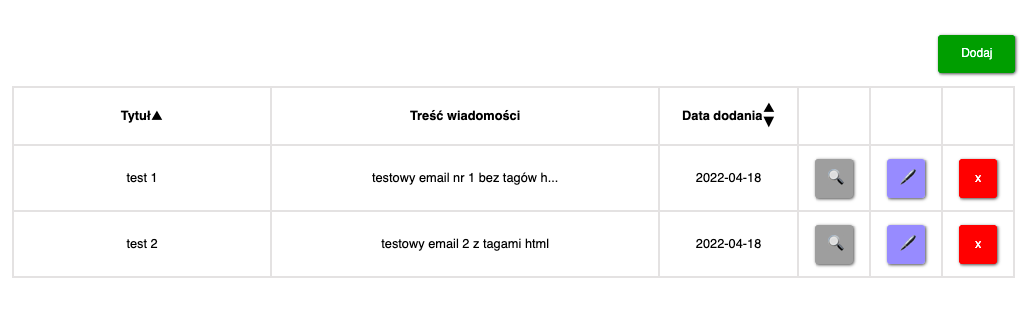 Dodaj
Tytuł▲ Treść wiadomości Data dodania▲▼
test 1 testowy email nr 1 bez tagów h... 2022-04-18 x
test 2 testowy email 2 z tagami html 2022-04-18 x